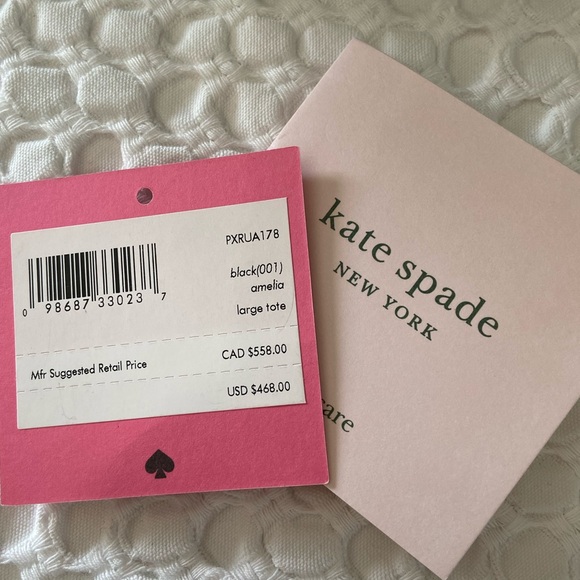 PXRUA178
black(001)
amelia
large tote
0 98687 33023 7
Mfr Suggested Retail Price CAD $558.00
USD $468.00
kate spade
NEW YORK
care